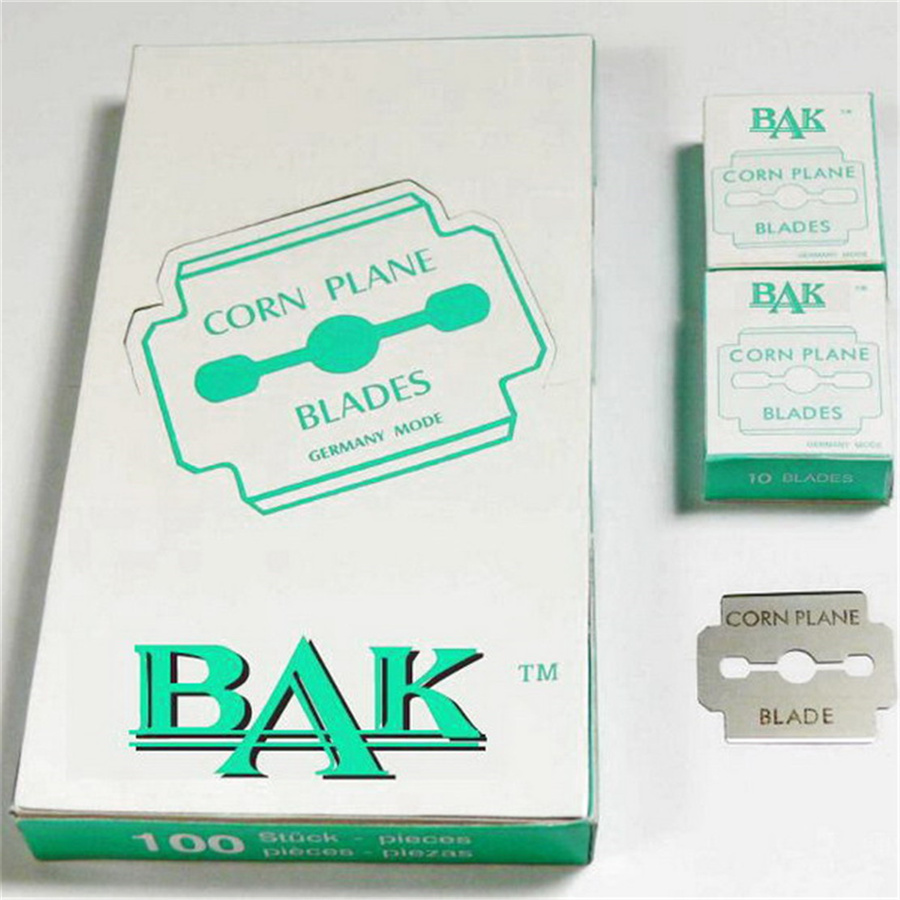 CORN PLANE
BLADES
GERMANY MODE
BAK TM
100 Stück - pieces
pièces - piezas
BAK TM
CORN PLANE
BLADES
GERMANY MODE
BAK TM
CORN PLANE
BLADES
GERMANY MODE
10 BLADES
CORN PLANE
BLADE